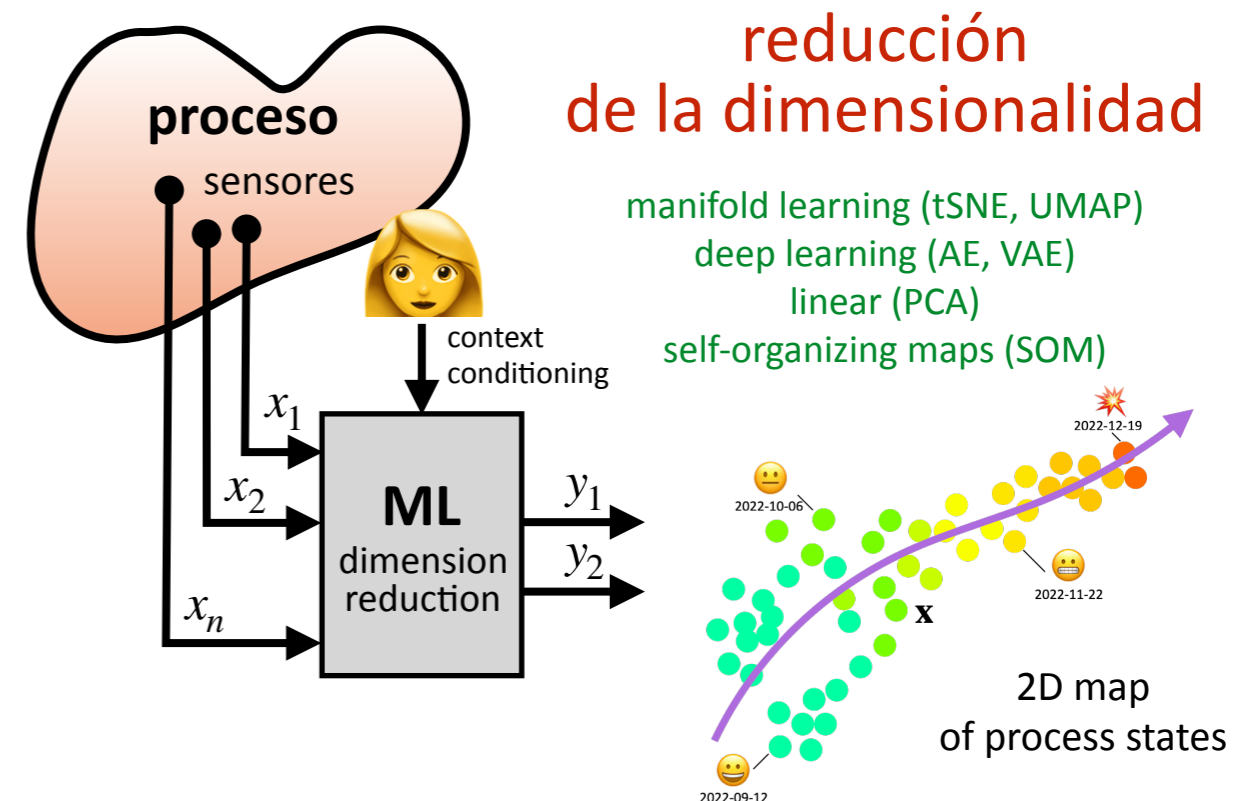 reducción
de la dimensionalidad
proceso
sensores
manifold learning (tSNE, UMAP)
deep learning (AE, VAE)
linear (PCA)
self-organizing maps (SOM)
context
conditioning
x1
x2
xn
ML
dimension
reduction
y1
y2
2022-12-19
2022-10-06
2022-11-22
x
2D map
of process states
2022-09-12